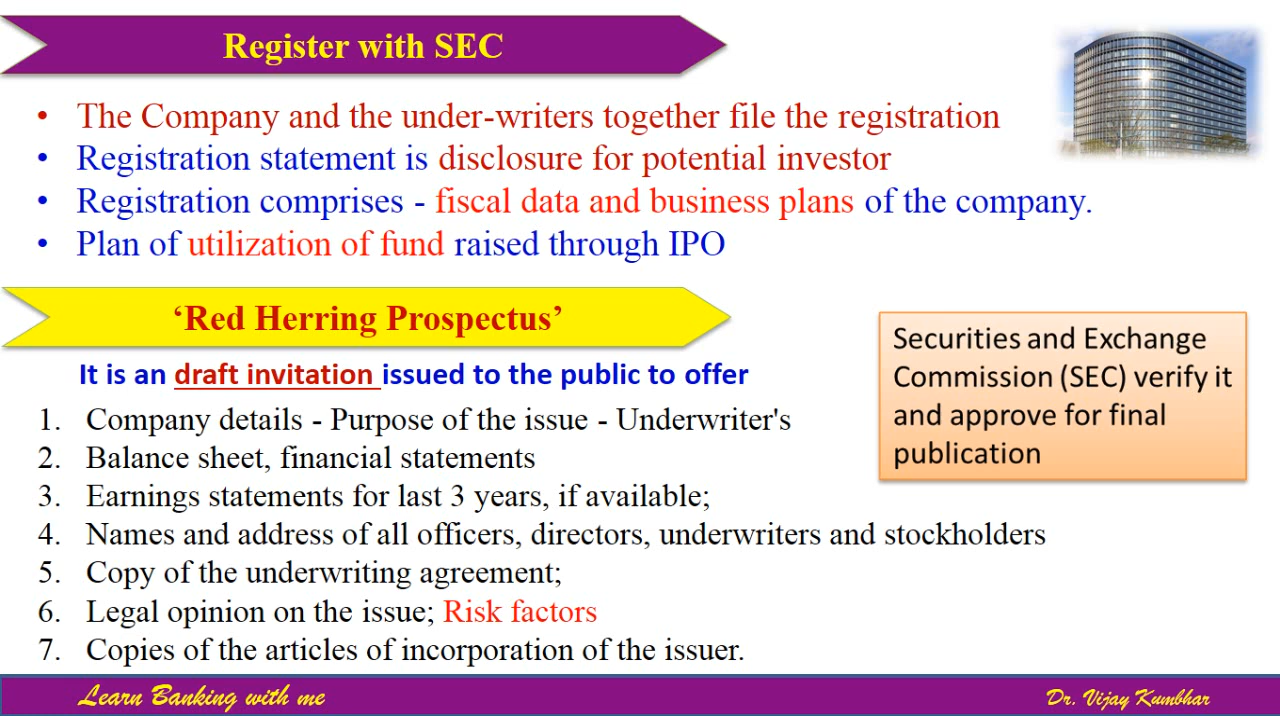 Register with SEC
• The Company and the under-writers together file the registration
• Registration statement is disclosure for potential investor
• Registration comprises - fiscal data and business plans of the company.
• Plan of utilization of fund raised through IPO
‘Red Herring Prospectus’
It is an draft invitation issued to the public to offer
1. Company details - Purpose of the issue - Underwriter's
2. Balance sheet, financial statements
3. Earnings statements for last 3 years, if available;
4. Names and address of all officers, directors, underwriters and stockholders
5. Copy of the underwriting agreement;
6. Legal opinion on the issue; Risk factors
7. Copies of the articles of incorporation of the issuer.
Securities and Exchange
Commission (SEC) verify it
and approve for final
publication
Learn Banking with me
Dr. Vijay Kumbhar